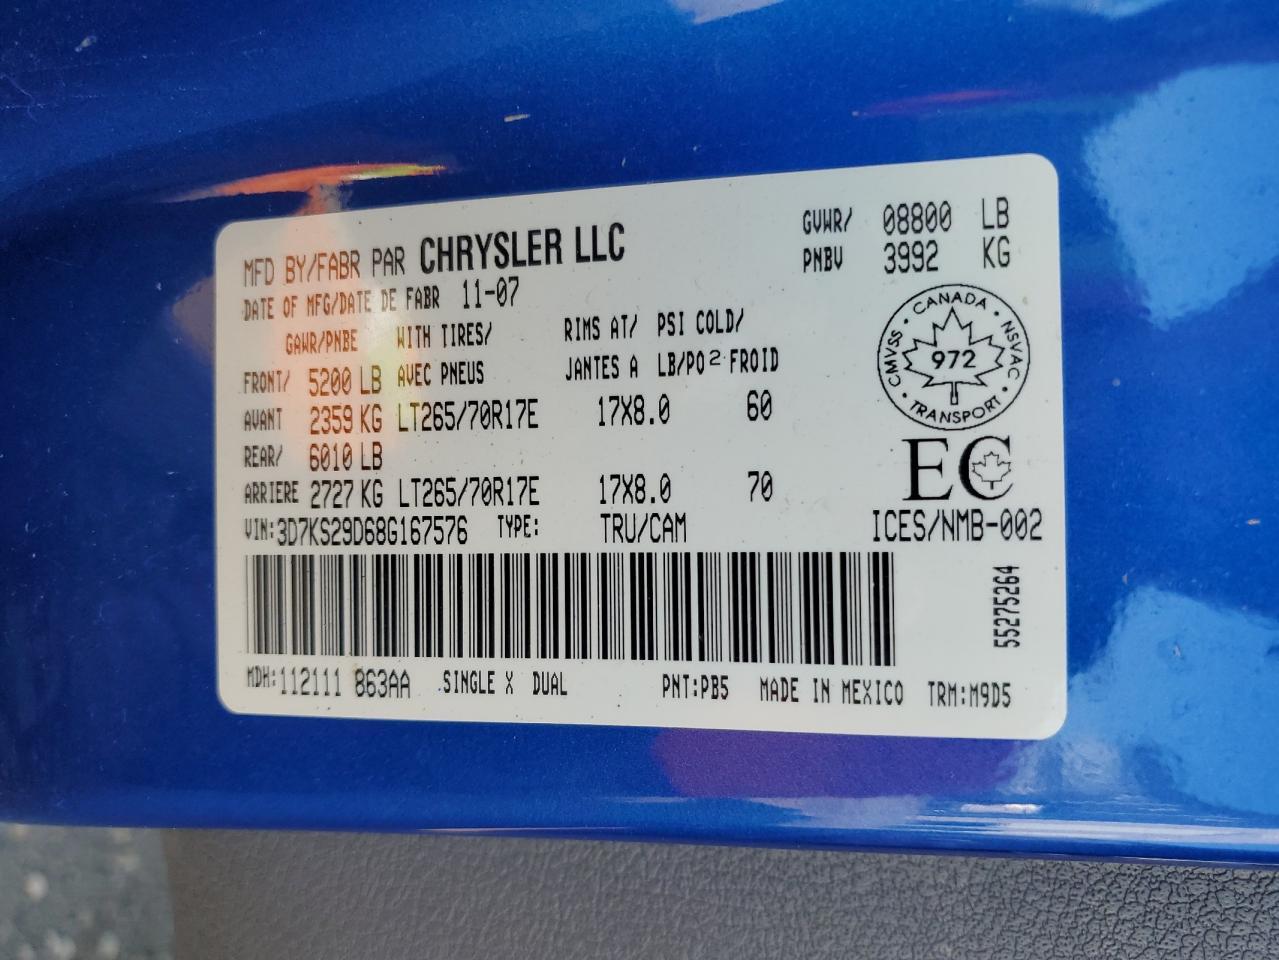 MFD BY/FABR PAR CHRYSLER LLC
GVWR/ 08800 LB
PNBV 3992 KG
DATE OF MFG/DATE DE FABR 11-07
GAWR/PNBE WITH TIRES/ RIMS AT/ PSI COLD/
FRONT/ 5200 LB AVEC PNEUS JANTES A LB/PO² FROID
AVANT 2359 KG LT265/70R17E 17X8.0 60
REAR/ 6010 LB
ARRIERE 2727 KG LT265/70R17E 17X8.0 70
CANADA · NSVAC · TRANSPORT · CMVSS ·
972
EC
VIN:3D7KS29D68G167576 TYPE: TRU/CAM ICES/NMB-002
55275264
MDH:112111 863AA SINGLE X DUAL PNT:PB5 MADE IN MEXICO TRM:M9D5